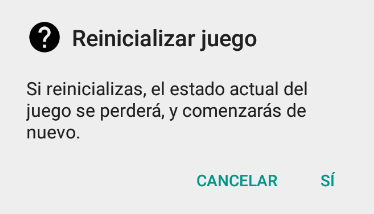 Reinicializar juego
Si reinicializas, el estado actual del
juego se perderá, y comenzarás de
nuevo.
CANCELAR SÍ